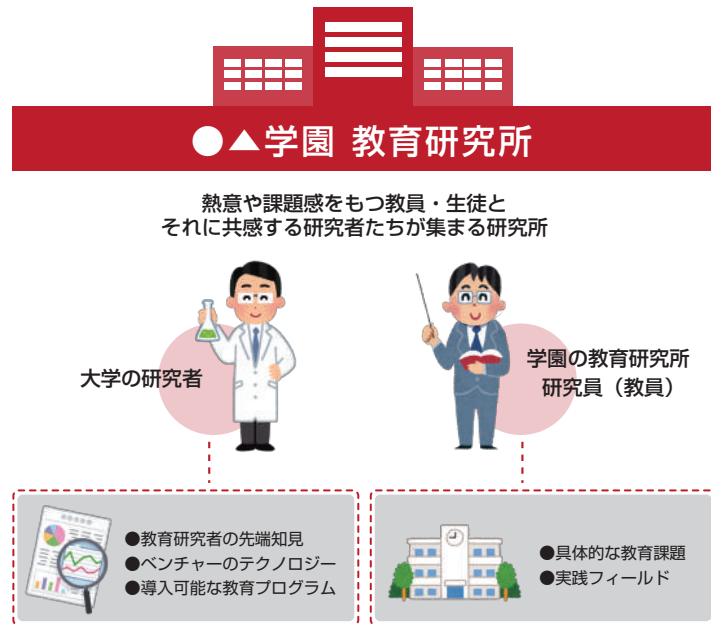 ●▲学園 教育研究所
熱意や課題感をもつ教員・生徒と
それに共感する研究者たちが集まる研究所
大学の研究者
学園の教育研究所
研究員（教員）
●教育研究者の先端知見
●ベンチャーのテクノロジー
●導入可能な教育プログラム
●具体的な教育課題
●実践フィールド